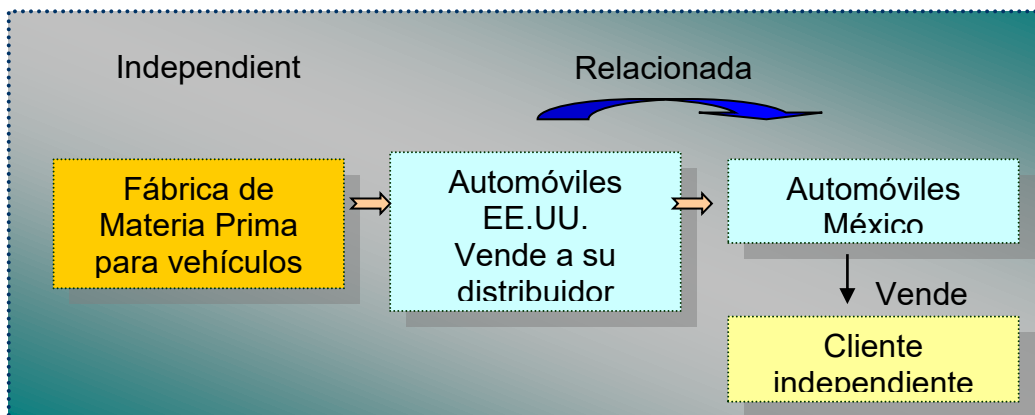 Independient
Relacionada
Fábrica de
Materia Prima
para vehículos
Automóviles
EE.UU.
Vende a su
distribuidor
Automóviles
México
Vende
Cliente
independiente